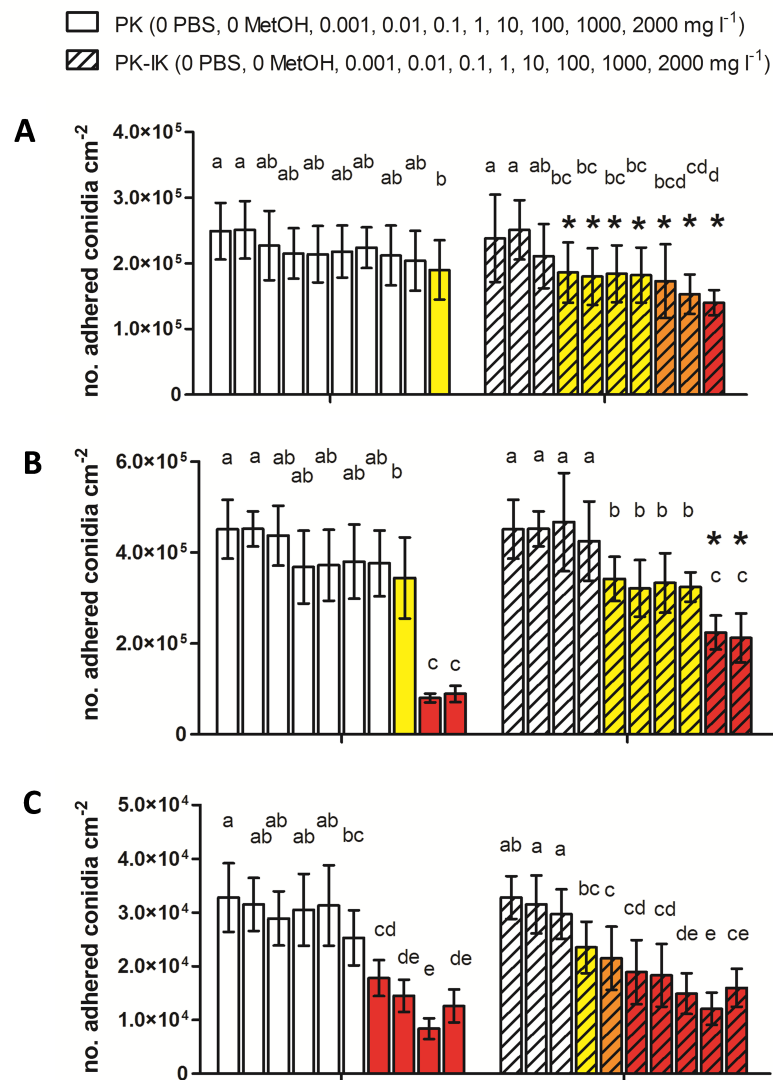 PK (0 PBS, 0 MetOH, 0.001, 0.01, 0.1, 1, 10, 100, 1000, 2000 mg l⁻¹)
PK-IK (0 PBS, 0 MetOH, 0.001, 0.01, 0.1, 1, 10, 100, 1000, 2000 mg l⁻¹)
A
no. adhered conidia cm⁻²
4.0×10⁵
3.0×10⁵
2.0×10⁵
1.0×10⁵
0
a a ab ab ab ab ab ab ab b
a a ab bc bc bc bc bcd cd d
* * * * * * *
B
no. adhered conidia cm⁻²
6.0×10⁵
4.0×10⁵
2.0×10⁵
0
a a ab ab ab ab ab b c c
a a a a b b b b c c
* *
C
no. adhered conidia cm⁻²
5.0×10⁴
4.0×10⁴
3.0×10⁴
2.0×10⁴
1.0×10⁴
0
a ab ab ab ab bc cd de e de
ab a a bc c cd cd de e ce